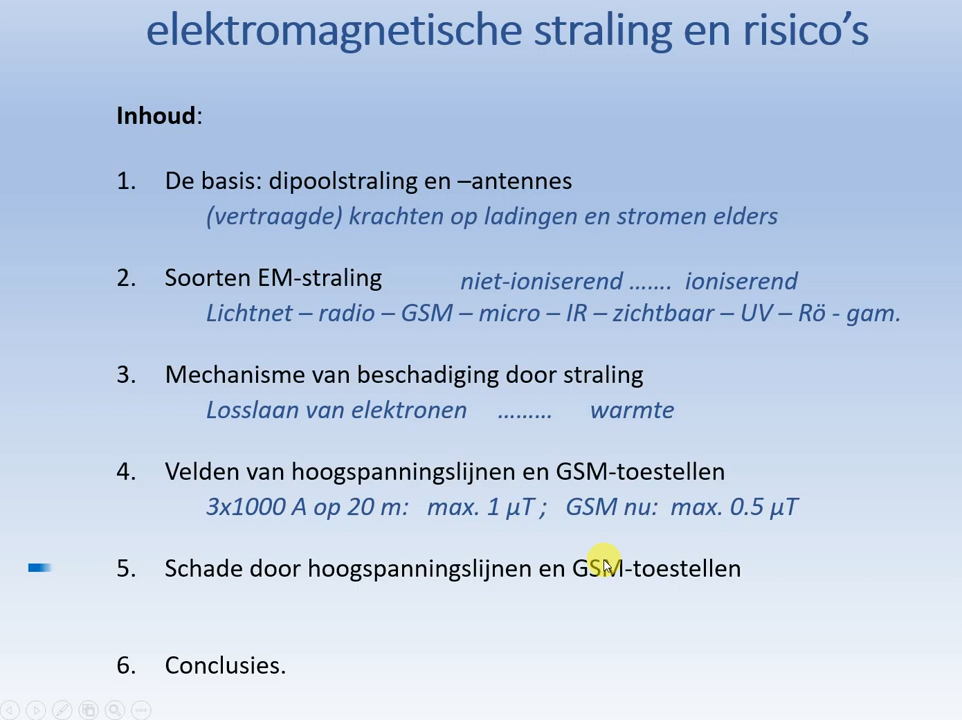 elektromagnetische straling en risico’s
Inhoud:
1. De basis: dipoolstraling en –antennes
(vertraagde) krachten op ladingen en stromen elders
2. Soorten EM-straling niet-ioniserend ……. ioniserend
Lichtnet – radio – GSM – micro – IR – zichtbaar – UV – Rö - gam.
3. Mechanisme van beschadiging door straling
Losslaan van elektronen ……… warmte
4. Velden van hoogspanningslijnen en GSM-toestellen
3x1000 A op 20 m: max. 1 µT ; GSM nu: max. 0.5 µT
5. Schade door hoogspanningslijnen en GSM-toestellen
6. Conclusies.